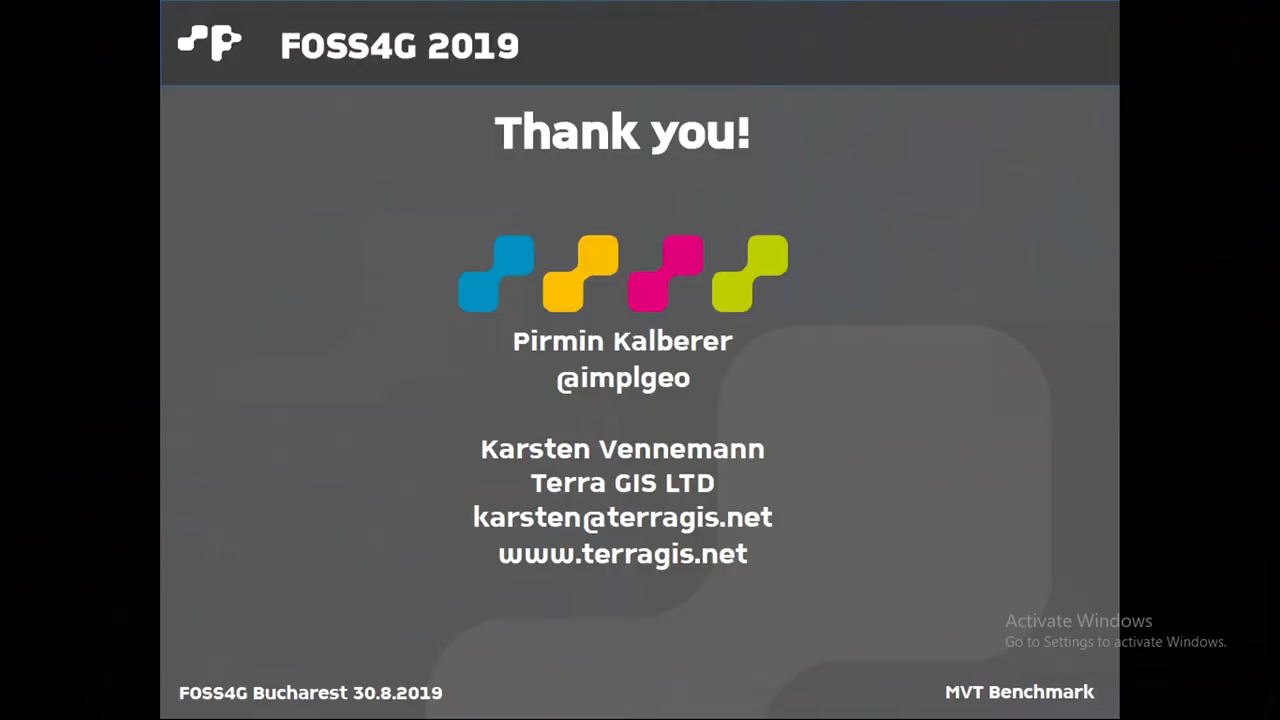 FOSS4G 2019
Thank you!
Pirmin Kalberer
@implgeo
Karsten Vennemann
Terra GIS LTD
karsten@terragis.net
www.terragis.net
Activate Windows
Go to Settings to activate Windows.
FOSS4G Bucharest 30.8.2019
MVT Benchmark